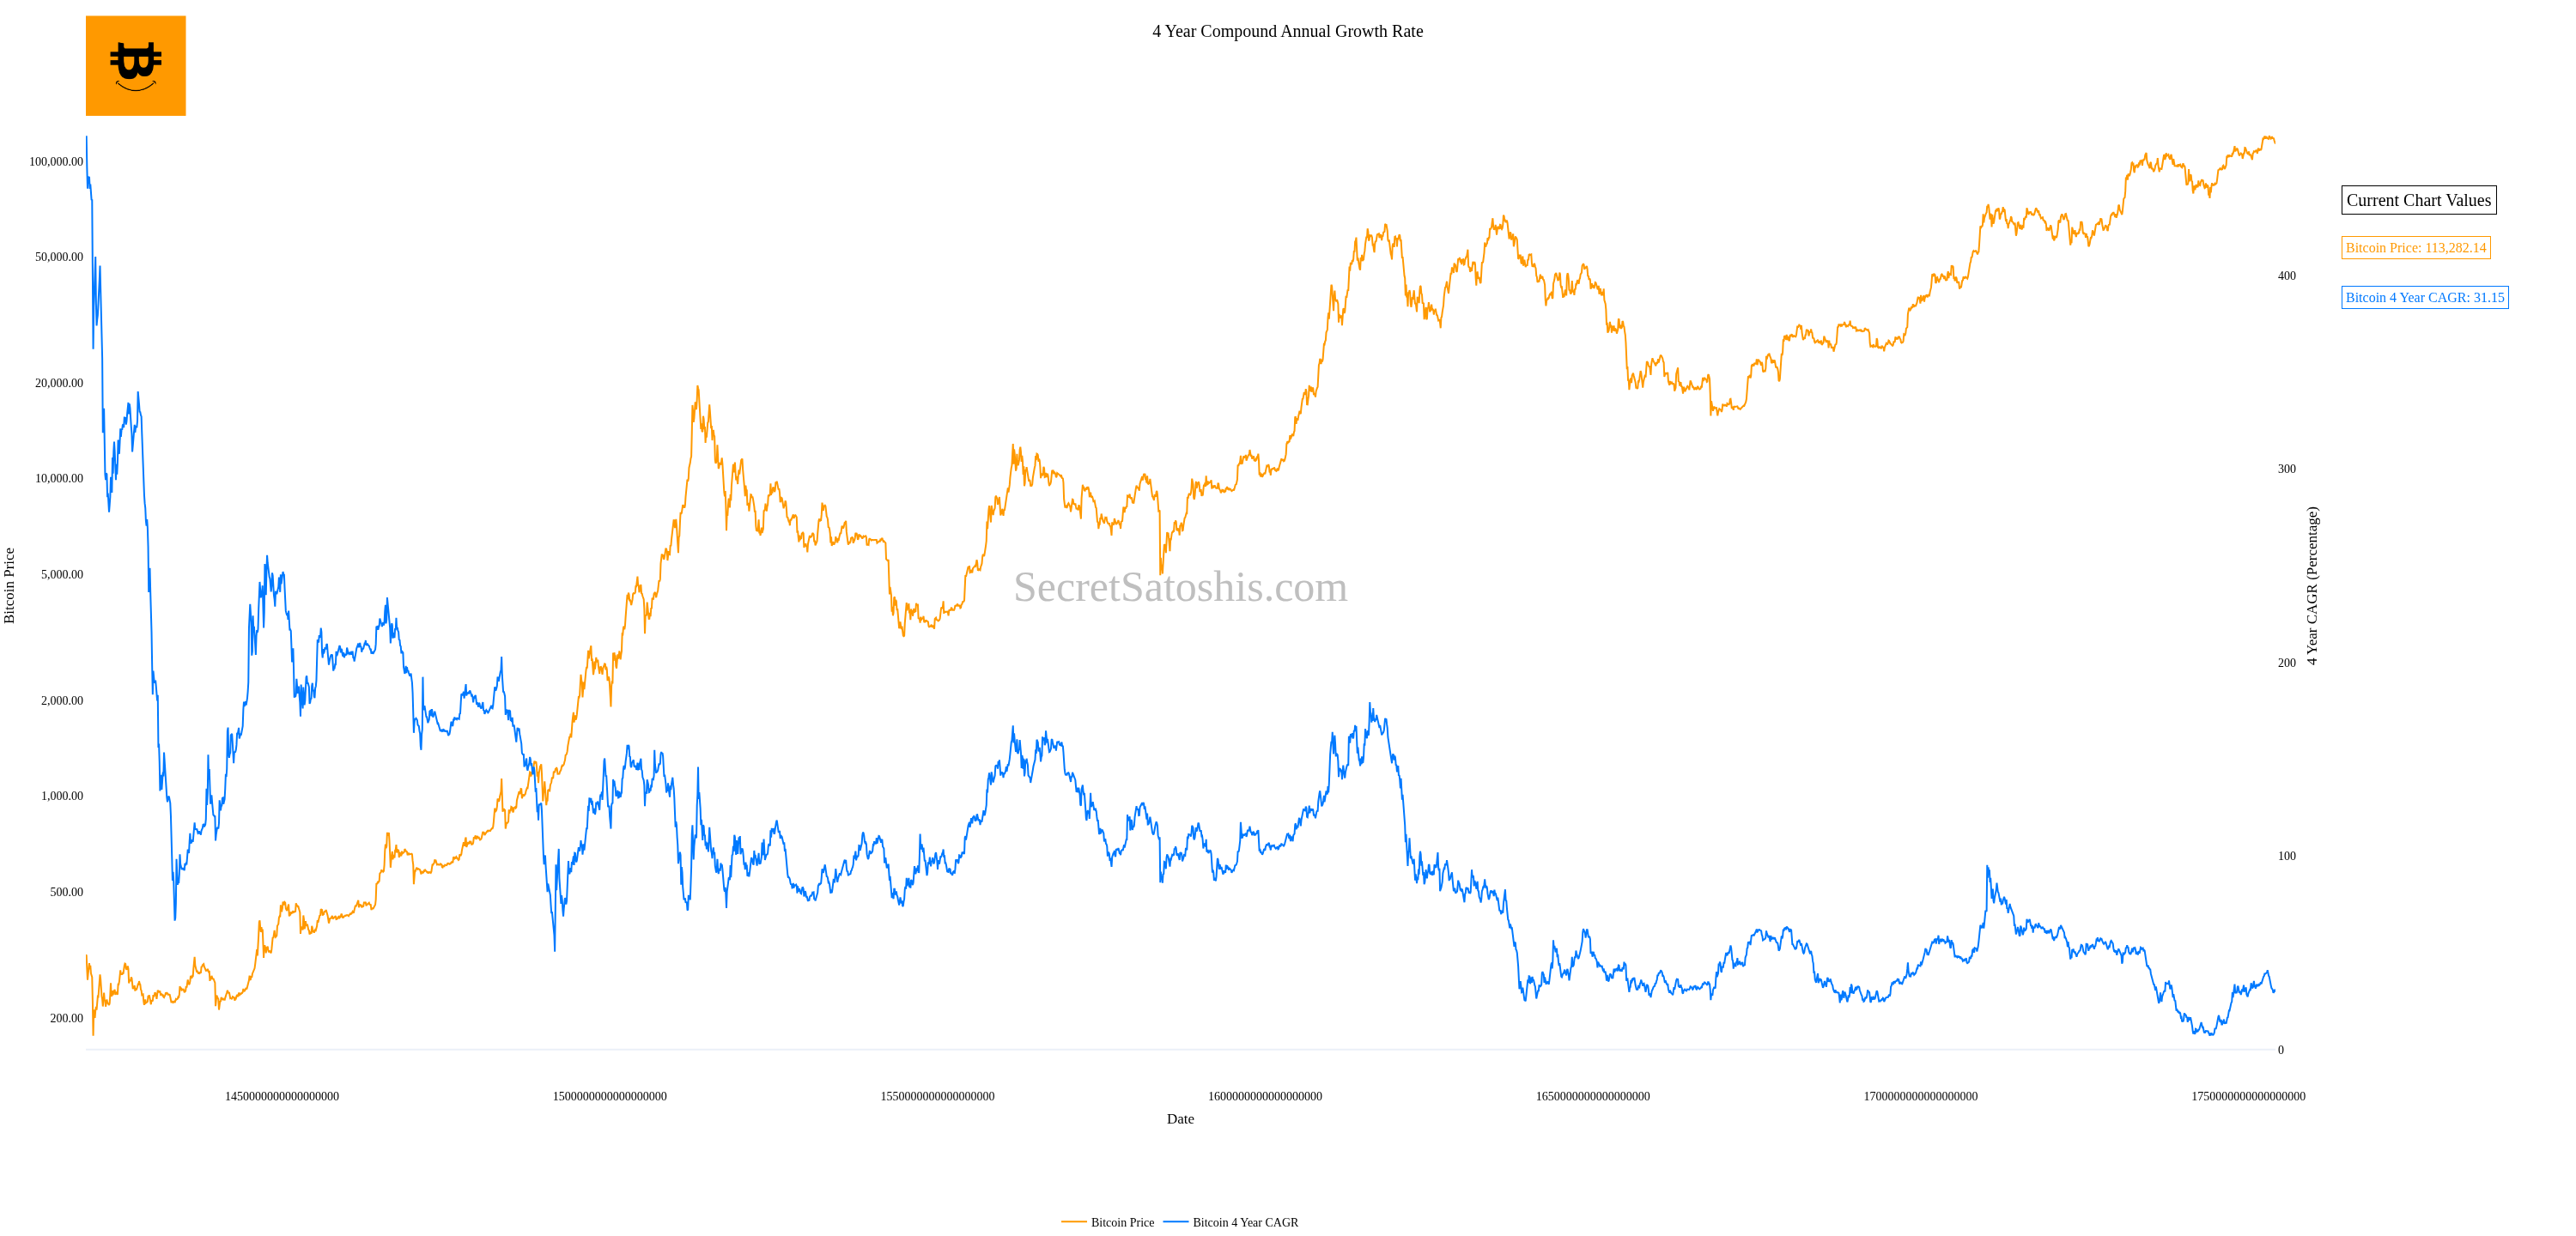 4 Year Compound Annual Growth Rate
100,000.00
50,000.00
20,000.00
10,000.00
5,000.00
2,000.00
1,000.00
500.00
200.00
Bitcoin Price
SecretSatoshis.com
400
300
200
100
0
4 Year CAGR (Percentage)
Current Chart Values
Bitcoin Price: 113,282.14
Bitcoin 4 Year CAGR: 31.15
1450000000000000000
1500000000000000000
1550000000000000000
1600000000000000000
1650000000000000000
1700000000000000000
1750000000000000000
Date
Bitcoin Price
Bitcoin 4 Year CAGR